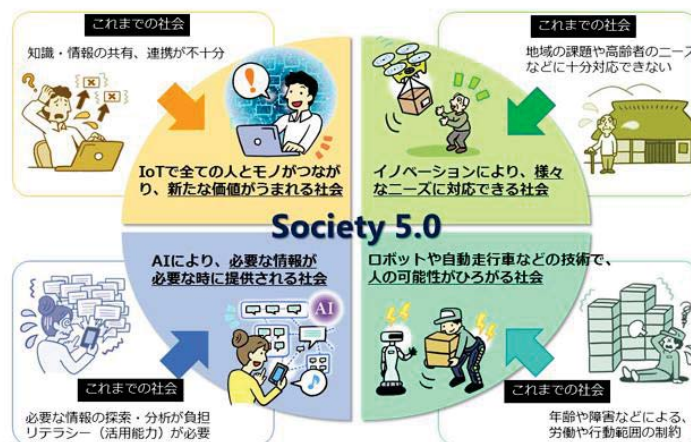 これまでの社会
知識・情報の共有、連携が不十分
IoTで全ての人とモノがつなが
り、新たな価値がうまれる社会
これまでの社会
地域の課題や高齢者のニーズ
などに十分対応できない
イノベーションにより、様々
なニーズに対応できる社会
Society 5.0
AIにより、必要な情報が
必要な時に提供される社会
AI
これまでの社会
必要な情報の探索・分析が負担
リテラシー（活用能力）が必要
ロボットや自動走行車などの技術で、
人の可能性がひろがる社会
これまでの社会
年齢や障害などによる、
労働や行動範囲の制約